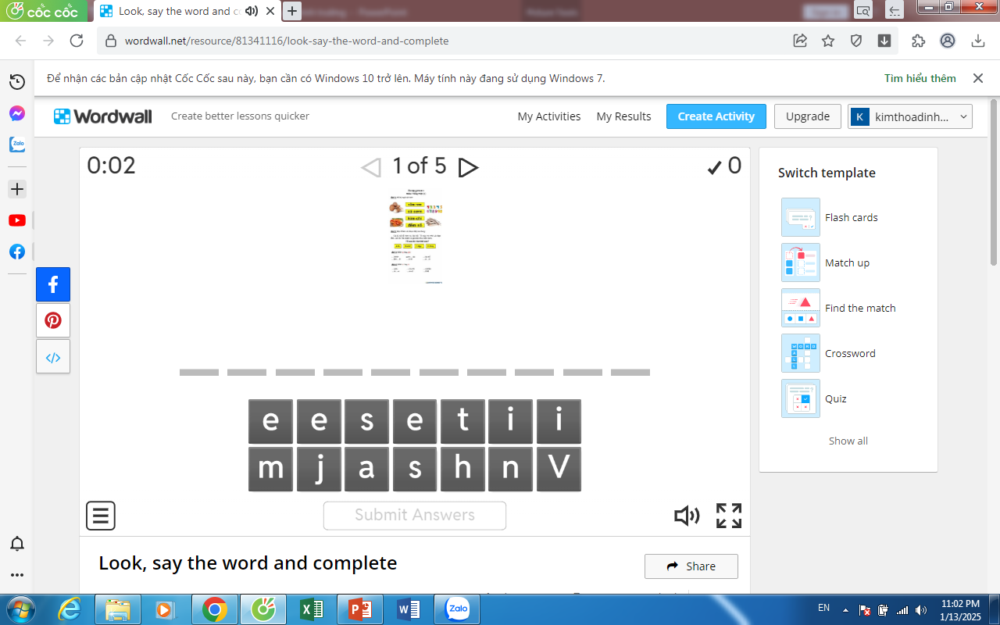 cốc cốc
Look, say the word and c
wordwall.net/resource/81341116/look-say-the-word-and-complete
Để nhận các bản cập nhật Cốc Cốc sau này, bạn cần có Windows 10 trở lên. Máy tính này đang sử dụng Windows 7.
Tìm hiểu thêm
Wordwall
Create better lessons quicker
My Activities
My Results
Create Activity
Upgrade
K kimthoadinh...
0:02
1 of 5
0
Switch template
Flash cards
Match up
Find the match
Crossword
Quiz
Show all
e e s e t i i
m j a s h n V
Submit Answers
Look, say the word and complete
Share
Zalo
Zalo
EN
11:02 PM
1/13/2025